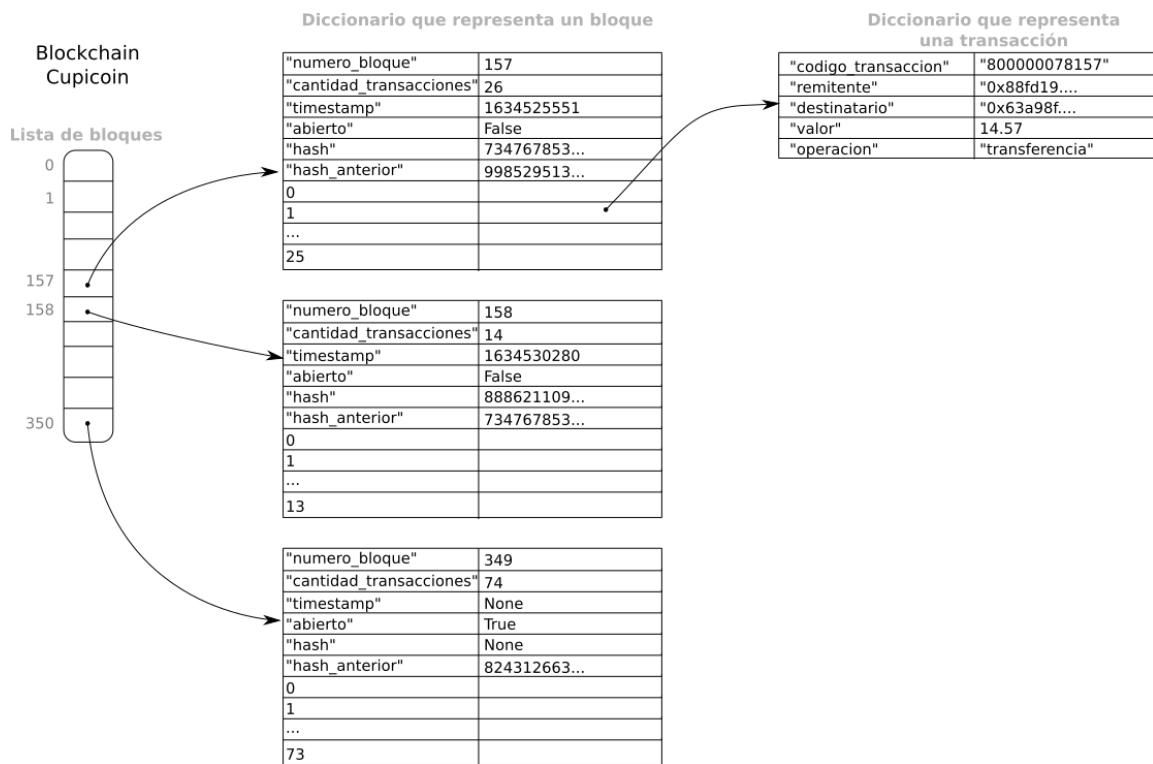 Blockchain
Cupicoin
Lista de bloques
0
1
157
158
350
Diccionario que representa un bloque
"numero_bloque" 157
"cantidad_transacciones" 26
"timestamp" 1634525551
"abierto" False
"hash" 734767853...
"hash_anterior" 998529513...
0
1
...
25
"numero_bloque" 158
"cantidad_transacciones" 14
"timestamp" 1634530280
"abierto" False
"hash" 888621109...
"hash_anterior" 734767853...
0
1
...
13
"numero_bloque" 349
"cantidad_transacciones" 74
"timestamp" None
"abierto" True
"hash" None
"hash_anterior" 824312663...
0
1
...
73
Diccionario que representa
una transacción
"codigo_transaccion" "800000078157"
"remitente" "0x88fd19....
"destinatario" "0x63a98f....
"valor" 14.57
"operacion" "transferencia"